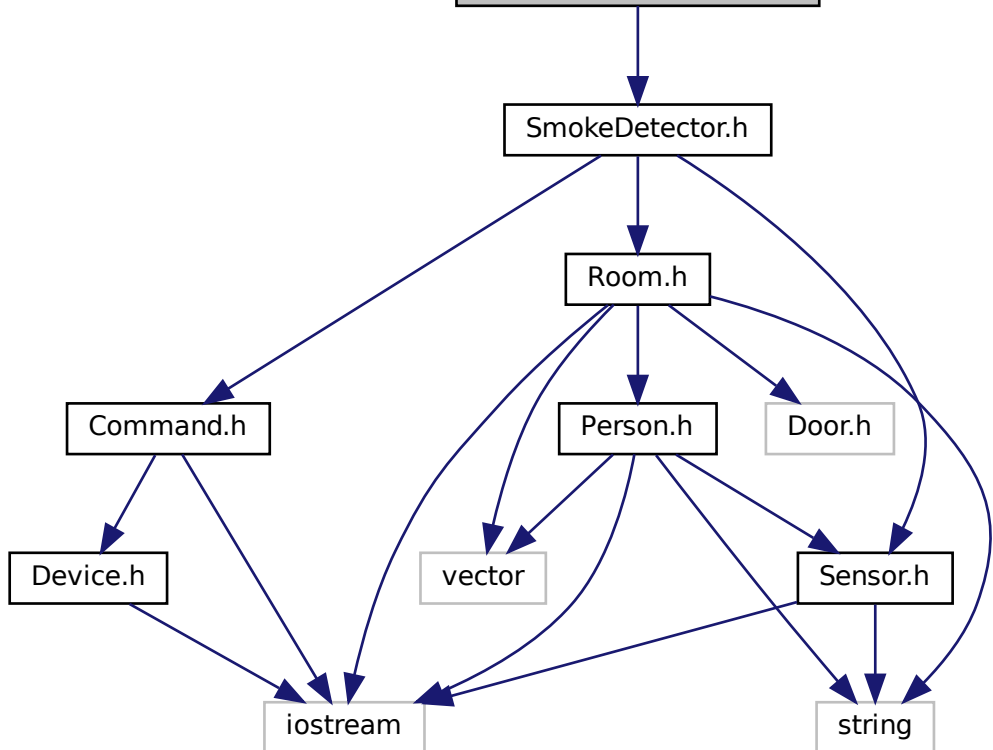 SmokeDetector.h
Room.h
Command.h
Person.h
Door.h
Device.h
vector
Sensor.h
iostream
string